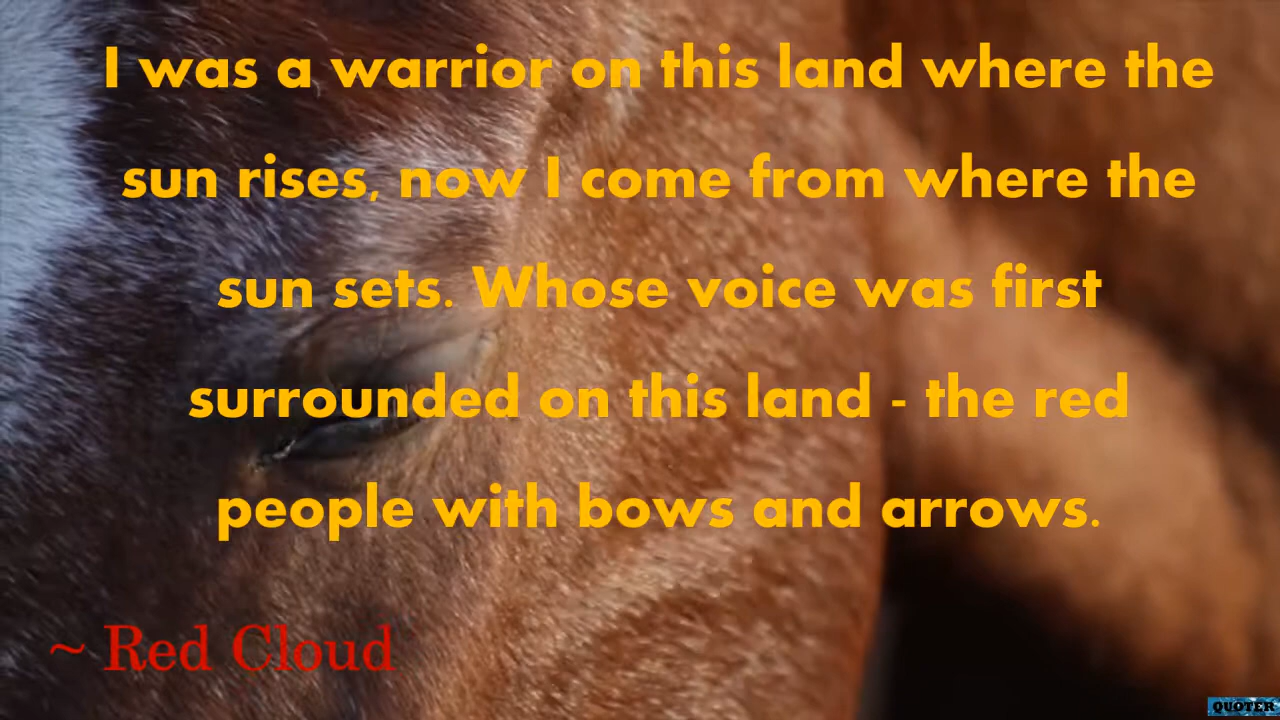 I was a warrior on this land where the
sun rises, now I come from where the
sun sets. Whose voice was first
surrounded on this land - the red
people with bows and arrows.
~ Red Cloud
QUOTER